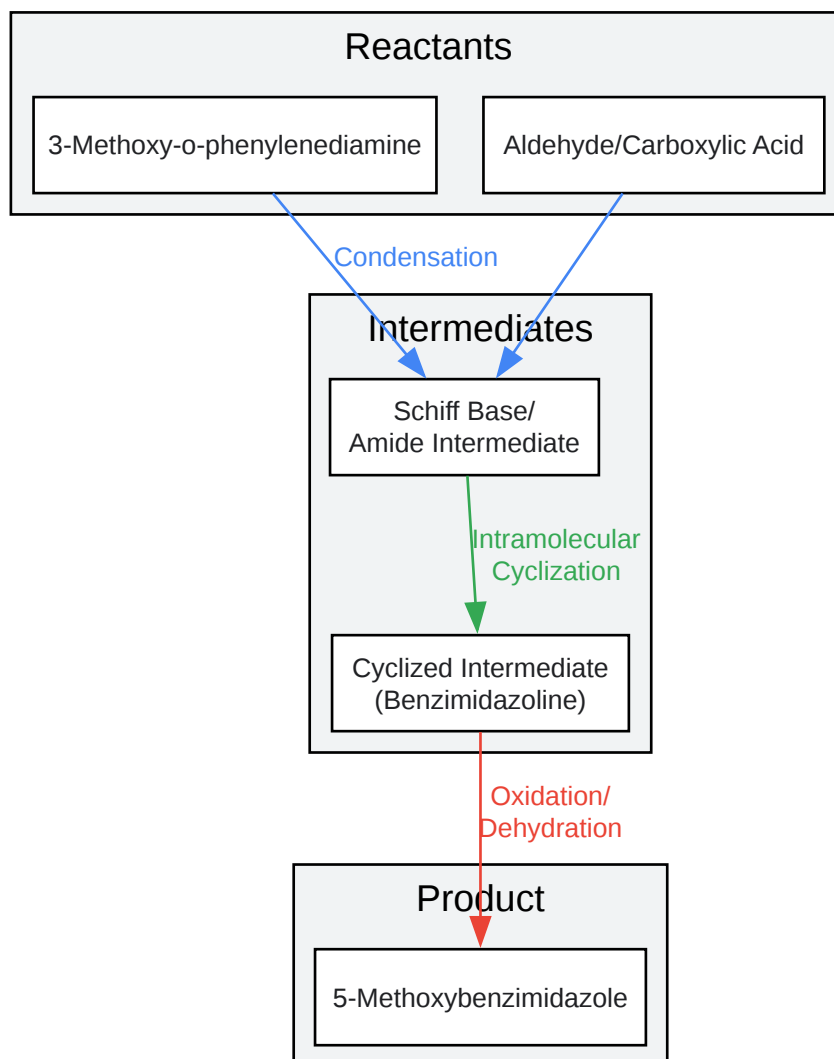 Reactants
3-Methoxy-o-phenylenediamine
Aldehyde/Carboxylic Acid
Condensation
Intermediates
Schiff Base/
Amide Intermediate
Intramolecular
Cyclization
Cyclized Intermediate
(Benzimidazoline)
Oxidation/
Dehydration
Product
5-Methoxybenzimidazole